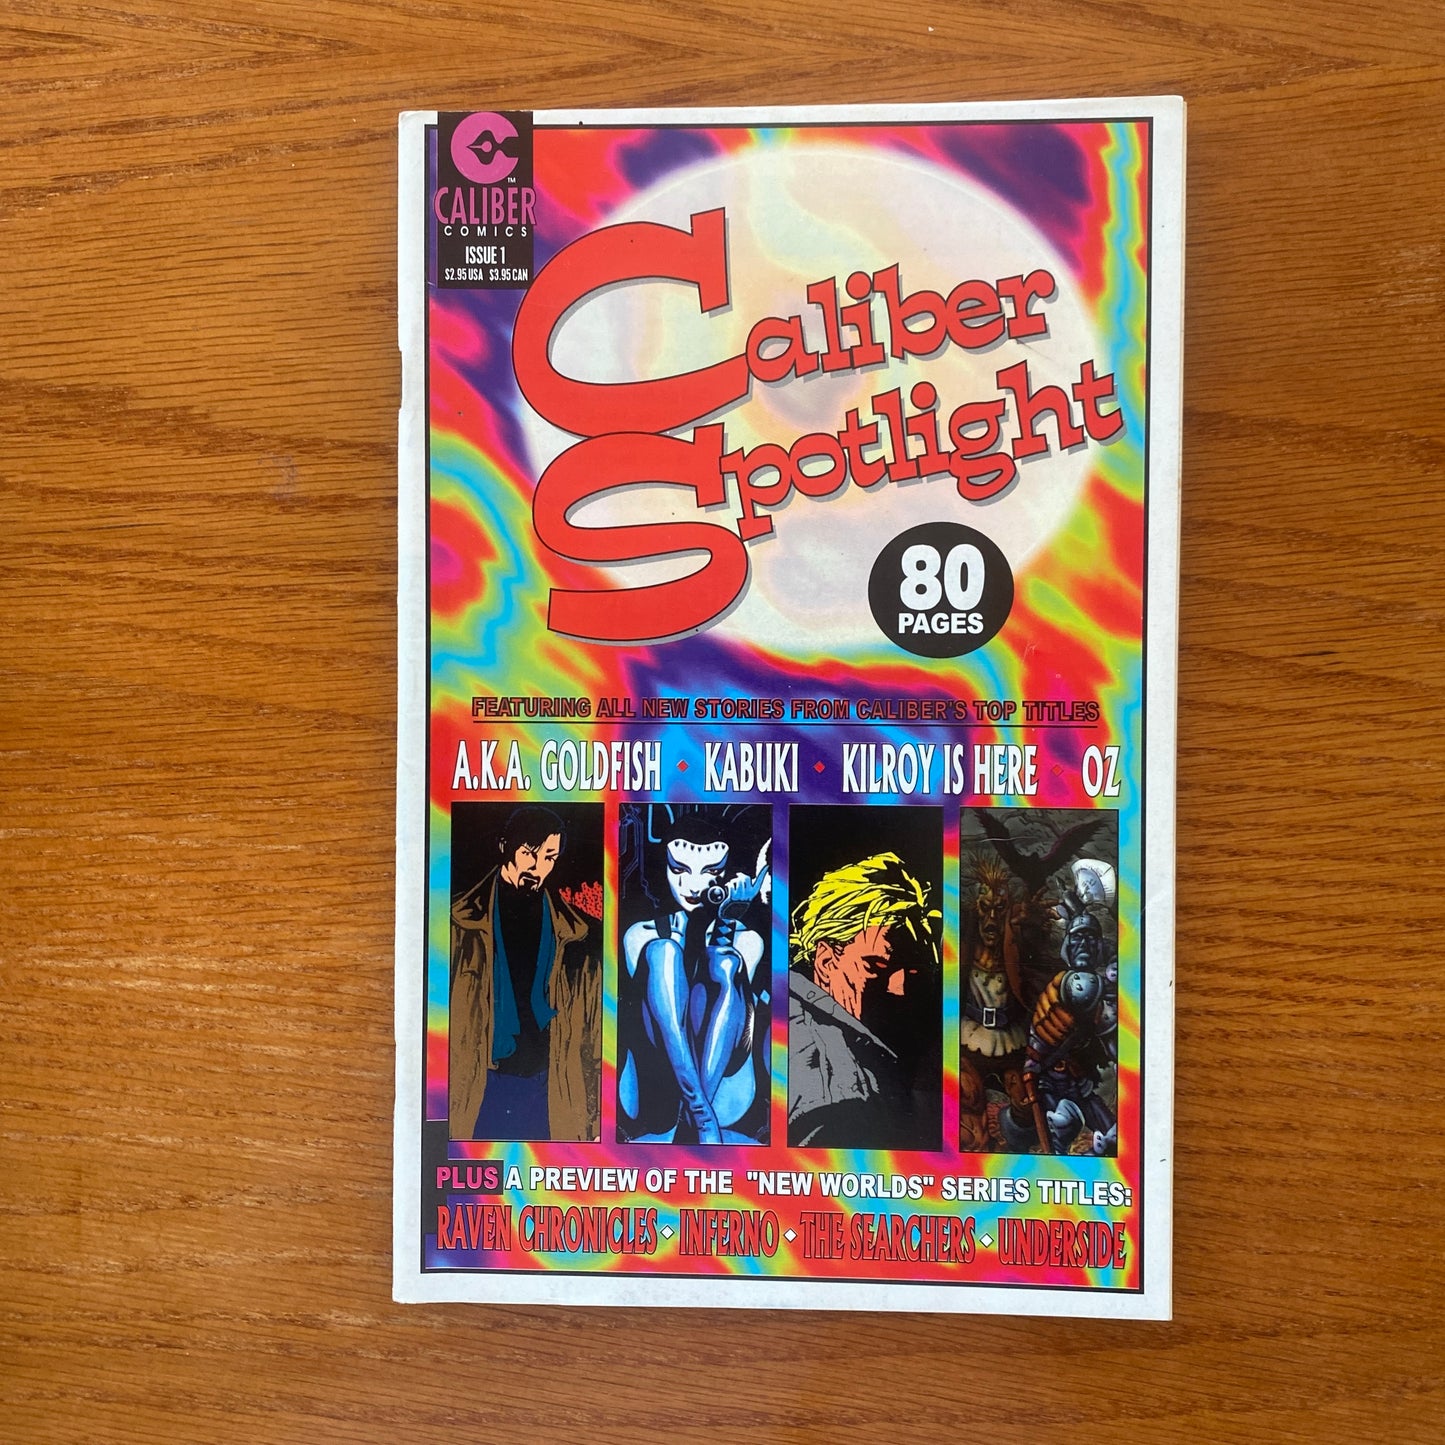 ™
CALIBER
COMICS
ISSUE 1
$2.95 USA $3.95 CAN
Caliber
Spotlight
80
PAGES
FEATURING ALL NEW STORIES FROM CALIBER'S TOP TITLES
A.K.A. GOLDFISH • KABUKI • KILROY IS HERE • OZ
PLUS A PREVIEW OF THE "NEW WORLDS" SERIES TITLES:
RAVEN CHRONICLES • INFERNO • THE SEARCHERS • UNDERSIDE